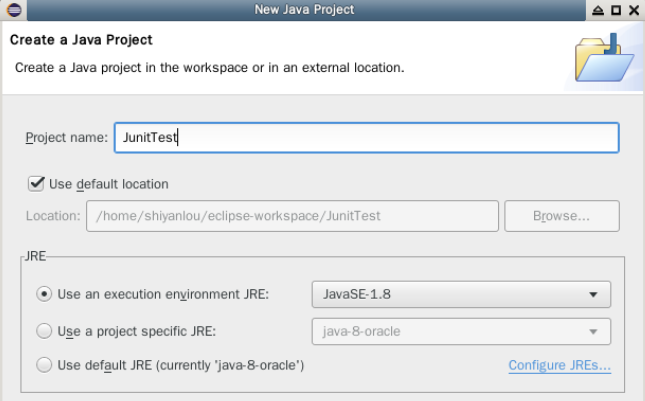 New Java Project
Create a Java Project
Create a Java project in the workspace or in an external location.
Project name: JunitTest
Use default location
Location: /home/shiyanlou/eclipse-workspace/JunitTest Browse...
JRE
Use an execution environment JRE: JavaSE-1.8
Use a project specific JRE: java-8-oracle
Use default JRE (currently 'java-8-oracle') Configure JREs...